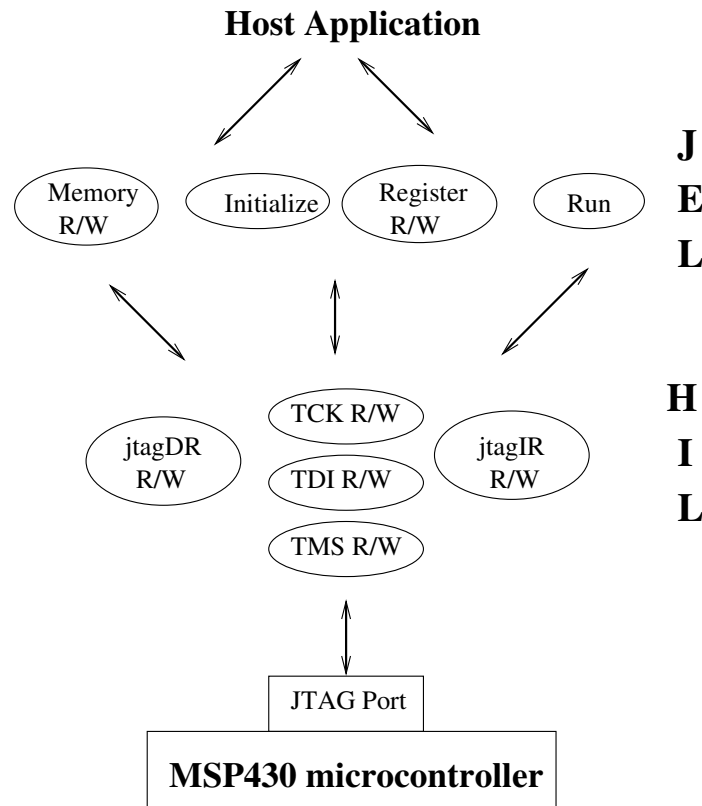 Host Application
J
Memory
R/W
Initialize
Register
R/W
Run
E
L
TCK R/W
H
jtagDR
R/W
TDI R/W
jtagIR
R/W
I
L
TMS R/W
JTAG Port
MSP430 microcontroller